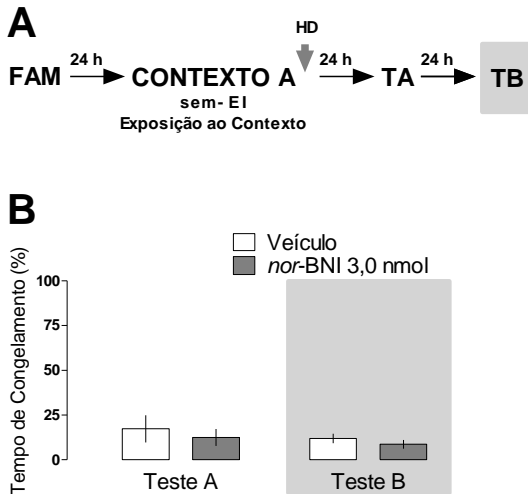 A
HD
FAM 24 h CONTEXTO A 24 h TA 24 h TB
sem- EI
Exposição ao Contexto
B
Veículo
nor-BNI 3,0 nmol
Tempo de Congelamento (%)
100
75
50
25
0
Teste A Teste B